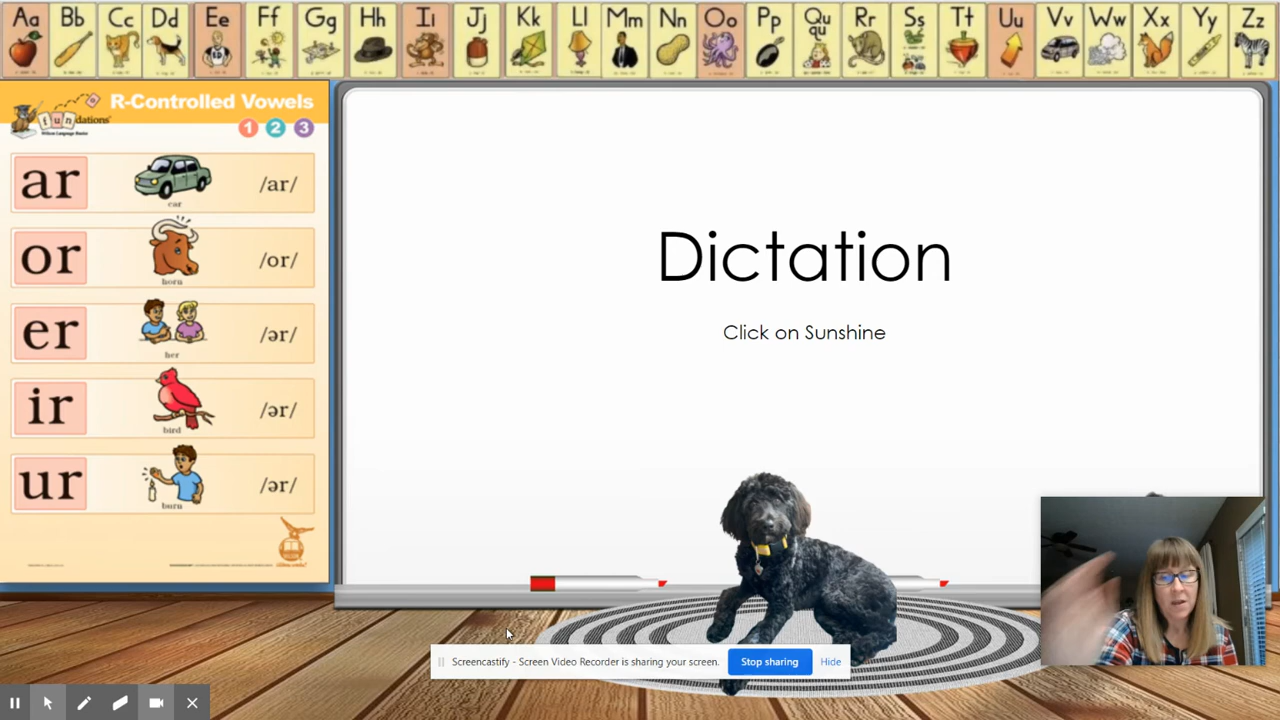 Aa Bb Cc Dd Ee Ff Gg Hh Ii Jj Kk Ll Mm Nn Oo Pp Qu qu Rr Ss Tt Uu Vv Ww Xx Yy Zz
R-Controlled Vowels
fundations
1 2 3
ar car /ar/
or horn /or/
er her /ər/
ir bird /ər/
ur burn /ər/
Dictation
Click on Sunshine
Screencastify - Screen Video Recorder is sharing your screen. Stop sharing Hide